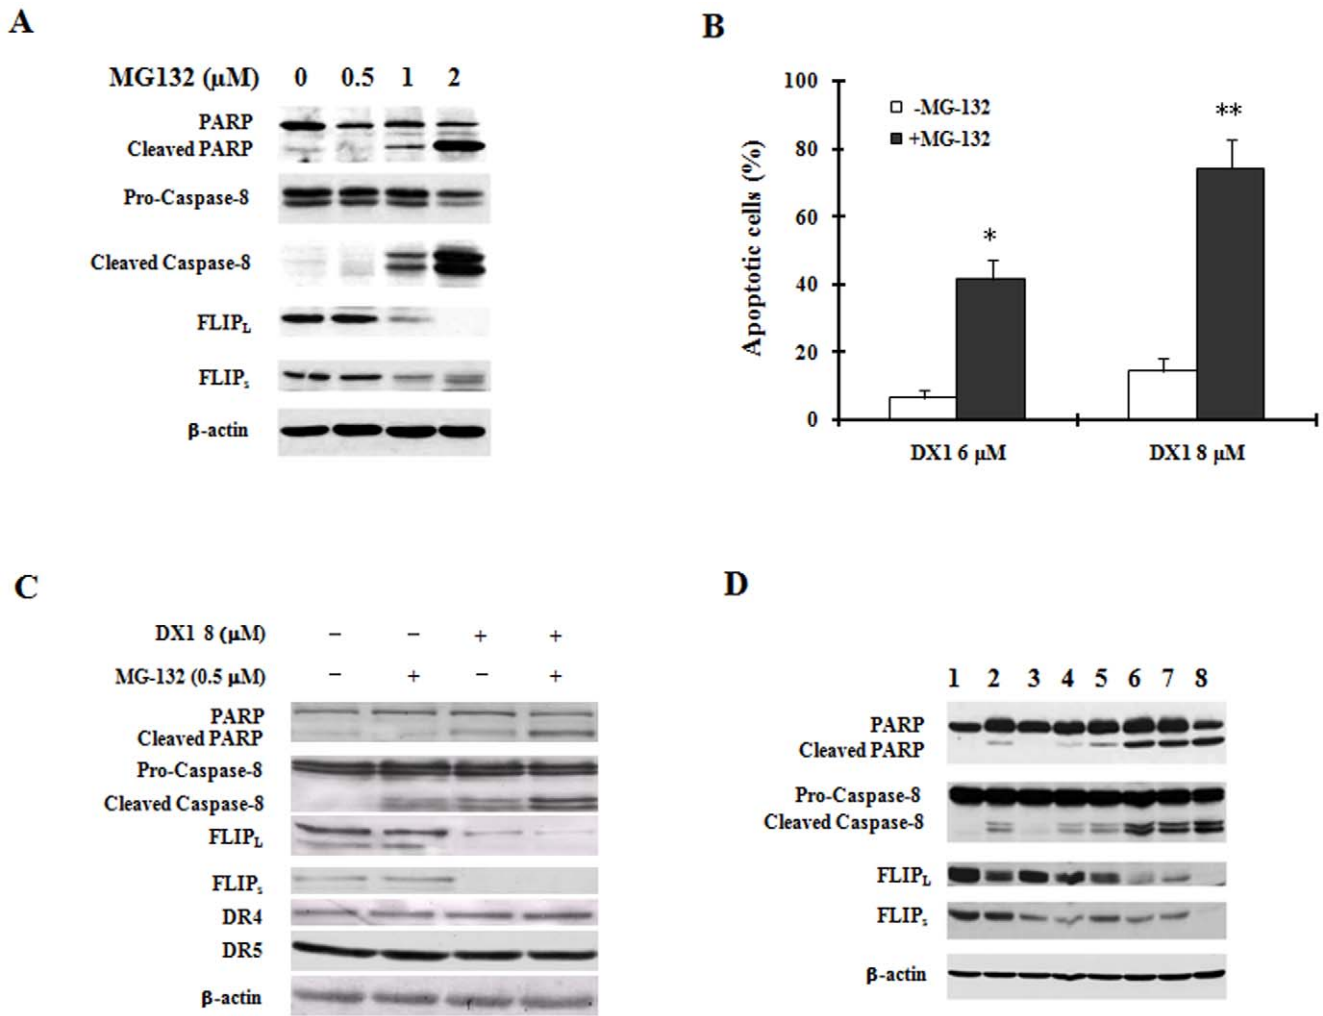 A
MG132 (μM) 0 0.5 1 2
PARP
Cleaved PARP
Pro-Caspase-8
Cleaved Caspase-8
FLIPL
FLIPs
β-actin
B
Apoptotic cells (%)
100
80
60
40
20
0
-MG-132
+MG-132
*
**
DX1 6 μM
DX1 8 μM
C
DX1 8 (μM) – – + +
MG-132 (0.5 μM) – + – +
PARP
Cleaved PARP
Pro-Caspase-8
Cleaved Caspase-8
FLIPL
FLIPs
DR4
DR5
β-actin
D
1 2 3 4 5 6 7 8
PARP
Cleaved PARP
Pro-Caspase-8
Cleaved Caspase-8
FLIPL
FLIPs
β-actin